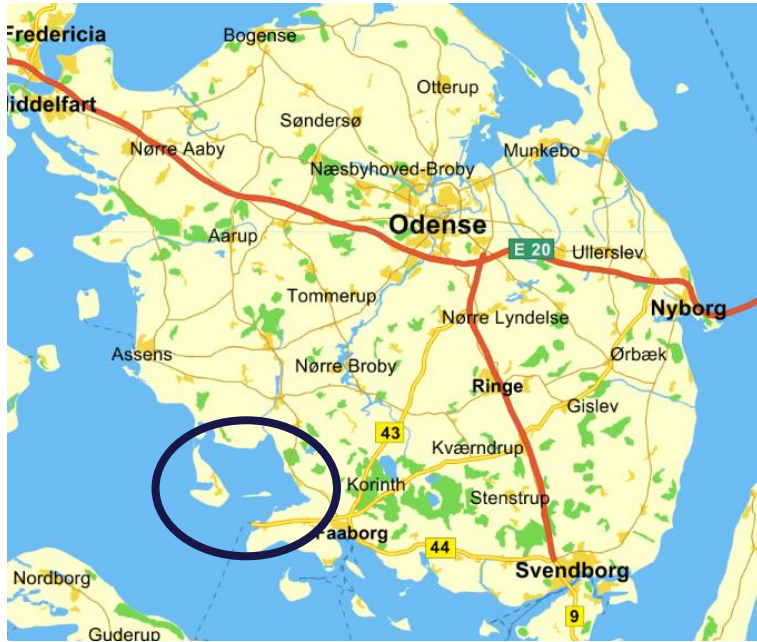 Fredericia
Bogense
Otterup
Middelfart
Søndersø
Nørre Aaby
Munkebo
Næsbyhoved-Broby
Odense
Aarup
E 20
Ullerslev
Tommerup
Nyborg
Nørre Lyndelse
Assens
Ørbæk
Nørre Broby
Ringe
Gislev
43
Kværndrup
Korinth
Stenstrup
Faaborg
44
Svendborg
Nordborg
9
Guderup